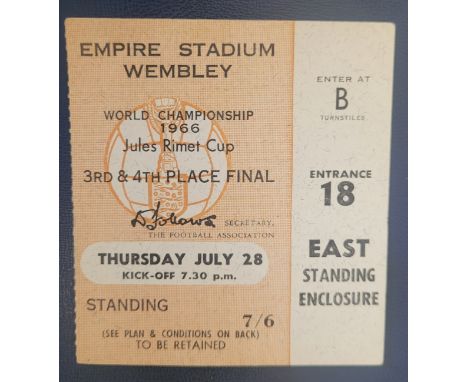 EMPIRE STADIUM
WEMBLEY
WORLD CHAMPIONSHIP
1966
Jules Rimet Cup
3RD & 4TH PLACE FINAL
D Follows SECRETARY,
THE FOOTBALL ASSOCIATION
THURSDAY JULY 28
KICK-OFF 7.30 p.m.
STANDING
7/6
(SEE PLAN & CONDITIONS ON BACK)
TO BE RETAINED
ENTER AT
B
TURNSTILES
ENTRANCE
18
EAST
STANDING
ENCLOSURE